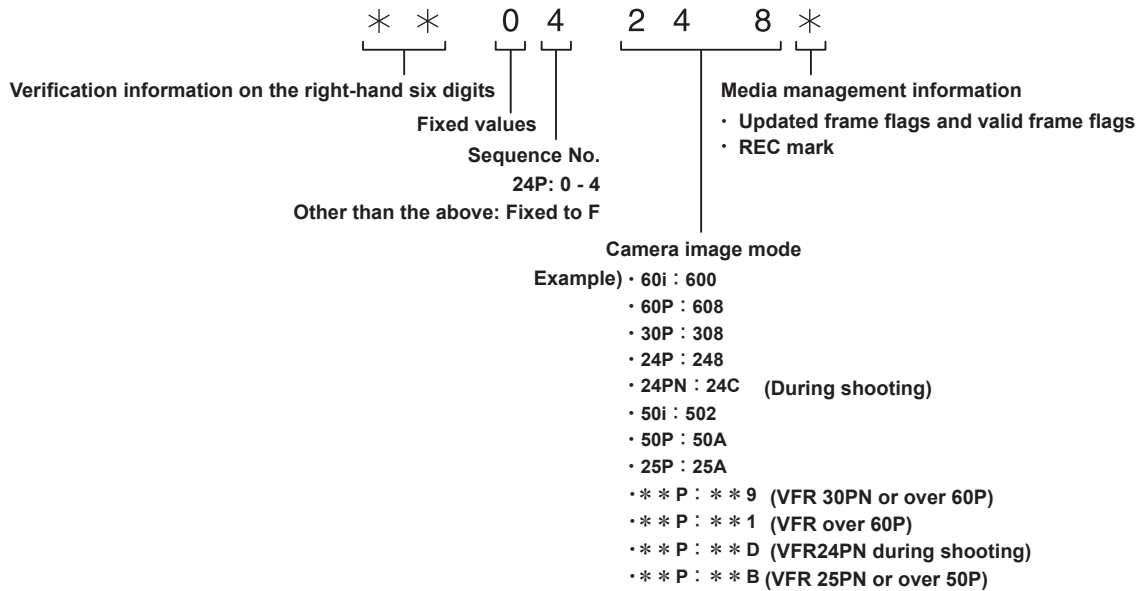 ＊ ＊ 0 4 2 4 8 ＊
Verification information on the right-hand six digits
Media management information
・ Updated frame flags and valid frame flags
・ REC mark
Fixed values
Sequence No.
24P: 0 - 4
Other than the above: Fixed to F
Camera image mode
Example)・60i：600
・60P：608
・30P：308
・24P：248
・24PN：24C (During shooting)
・50i：502
・50P：50A
・25P：25A
・＊＊P：＊＊9 (VFR 30PN or over 60P)
・＊＊P：＊＊1 (VFR over 60P)
・＊＊P：＊＊D (VFR24PN during shooting)
・＊＊P：＊＊B (VFR 25PN or over 50P)